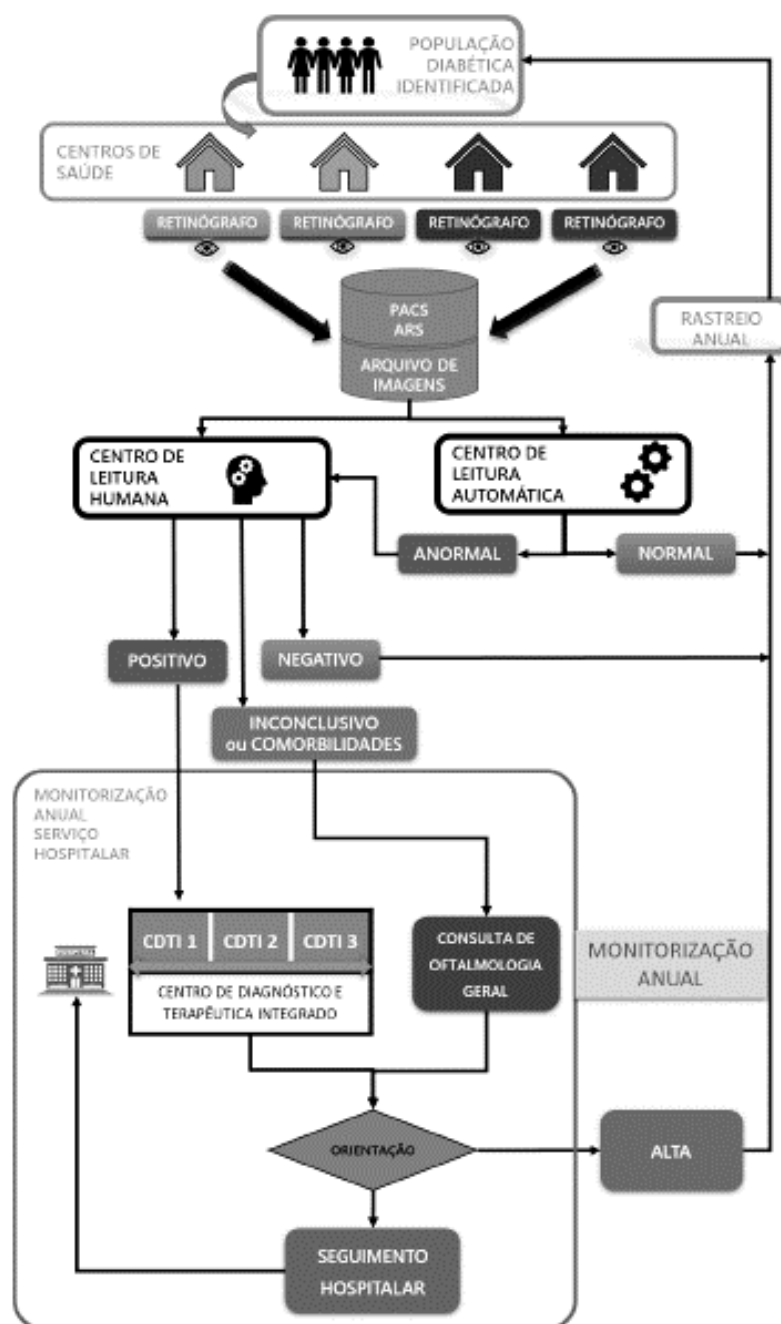 POPULAÇÃO
DIABÉTICA
IDENTIFICADA
CENTROS DE
SAÚDE
RETINÓGRAFO
RETINÓGRAFO
RETINÓGRAFO
RETINÓGRAFO
PACS
ARS
ARQUIVO DE
IMAGENS
RASTREIO
ANUAL
CENTRO DE
LEITURA
HUMANA
CENTRO DE
LEITURA
AUTOMÁTICA
ANORMAL
NORMAL
POSITIVO
NEGATIVO
INCONCLUSIVO
ou COMORBILIDADES
MONITORIZAÇÃO
ANUAL
SERVIÇO
HOSPITALAR
CDTI 1
CDTI 2
CDTI 3
CENTRO DE DIAGNÓSTICO E
TERAPÊUTICA INTEGRADO
CONSULTA DE
OFTALMOLOGIA
GERAL
MONITORIZAÇÃO
ANUAL
ORIENTAÇÃO
ALTA
SEGUIMENTO
HOSPITALAR